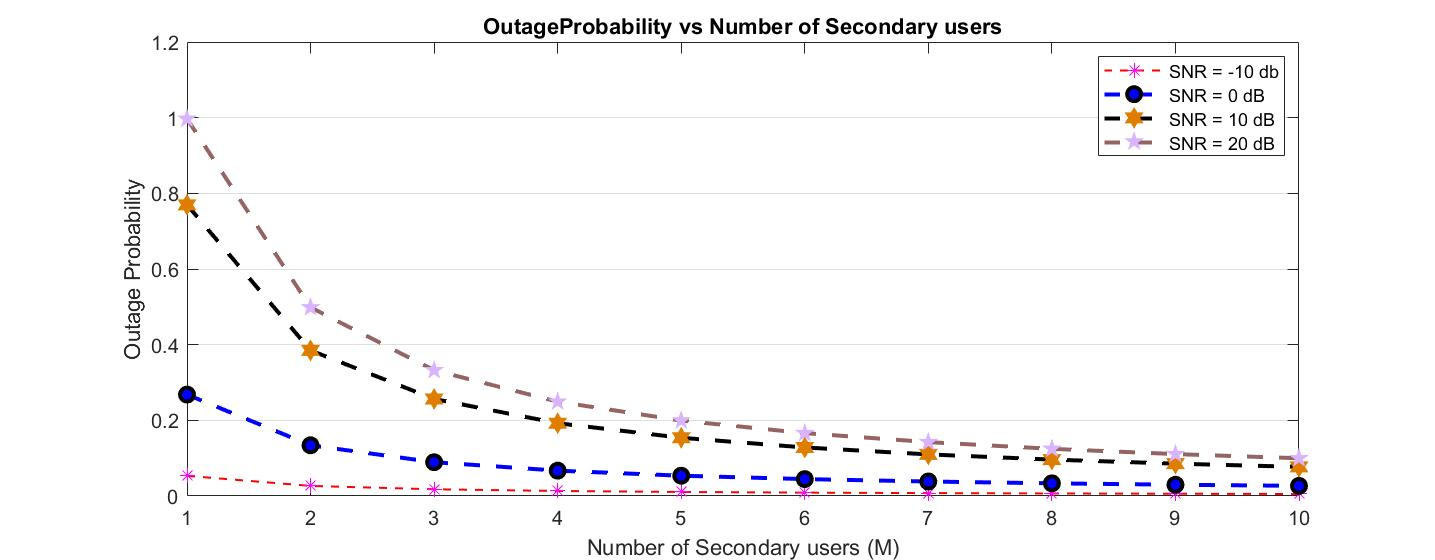 OutageProbability vs Number of Secondary users
1.2
1
0.8
0.6
0.4
0.2
0
Outage Probability
SNR = -10 db
SNR = 0 dB
SNR = 10 dB
SNR = 20 dB
1 2 3 4 5 6 7 8 9 10
Number of Secondary users (M)